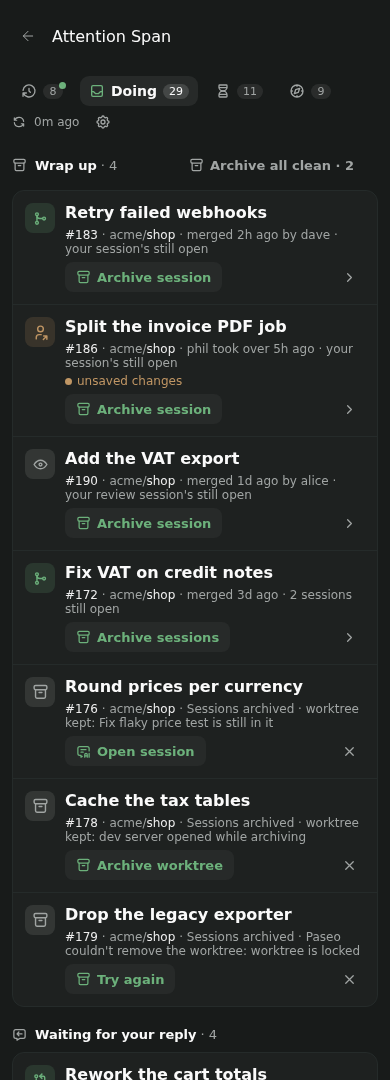 Attention Span
8 Doing 29 11 9
0m ago
Wrap up · 4 Archive all clean · 2
Retry failed webhooks
#183 · acme/shop · merged 2h ago by dave ·
your session's still open
Archive session
Split the invoice PDF job
#186 · acme/shop · phil took over 5h ago · your
session's still open
unsaved changes
Archive session
Add the VAT export
#190 · acme/shop · merged 1d ago by alice ·
your review session's still open
Archive session
Fix VAT on credit notes
#172 · acme/shop · merged 3d ago · 2 sessions
still open
Archive sessions
Round prices per currency
#176 · acme/shop · Sessions archived · worktree
kept: Fix flaky price test is still in it
Open session
Cache the tax tables
#178 · acme/shop · Sessions archived · worktree
kept: dev server opened while archiving
Archive worktree
Drop the legacy exporter
#179 · acme/shop · Sessions archived · Paseo
couldn't remove the worktree: worktree is locked
Try again
Waiting for your reply · 4
Rework the cart totals